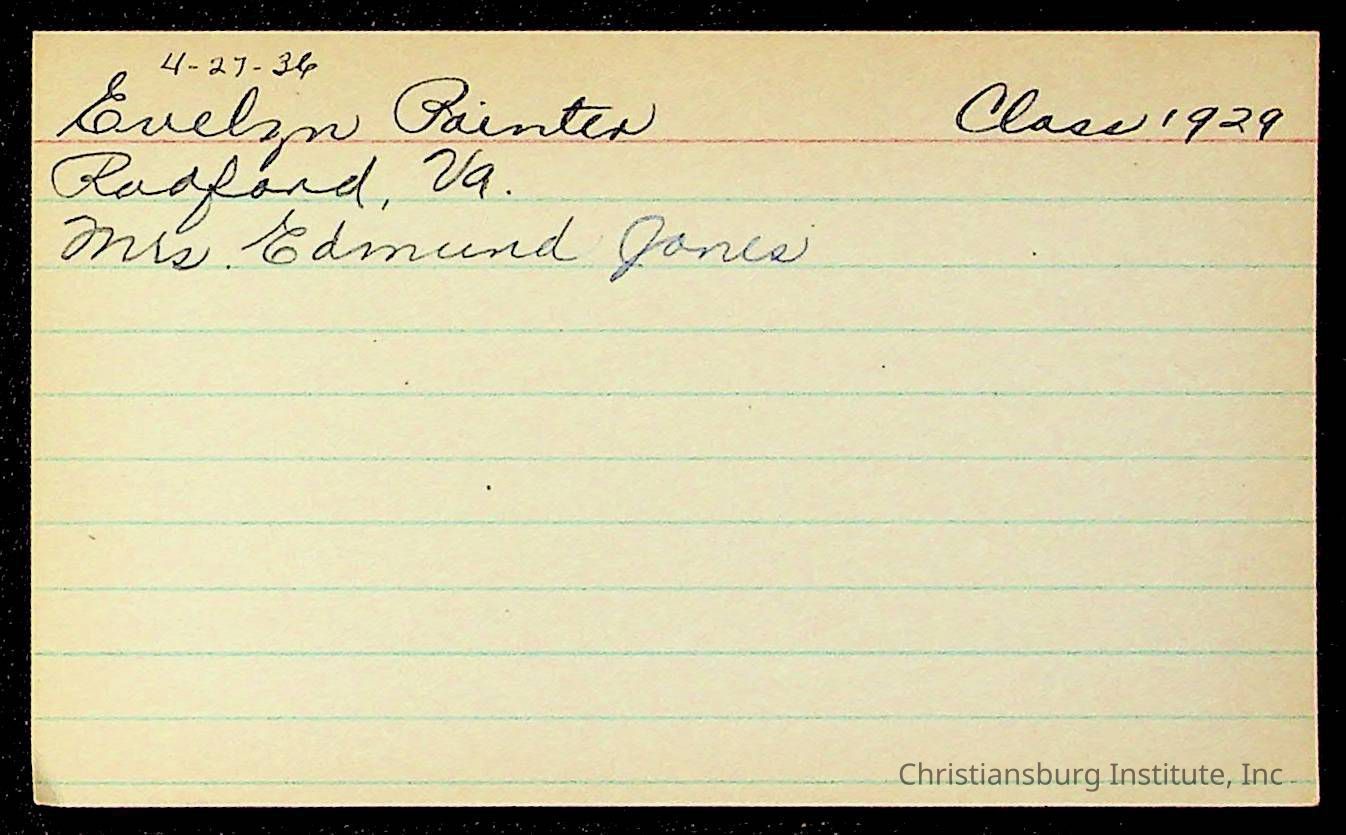 4-27-36
Evelyn Painter Class 1929
Radford, Va.
Mrs. Edmund Jones
Christiansburg Institute, Inc